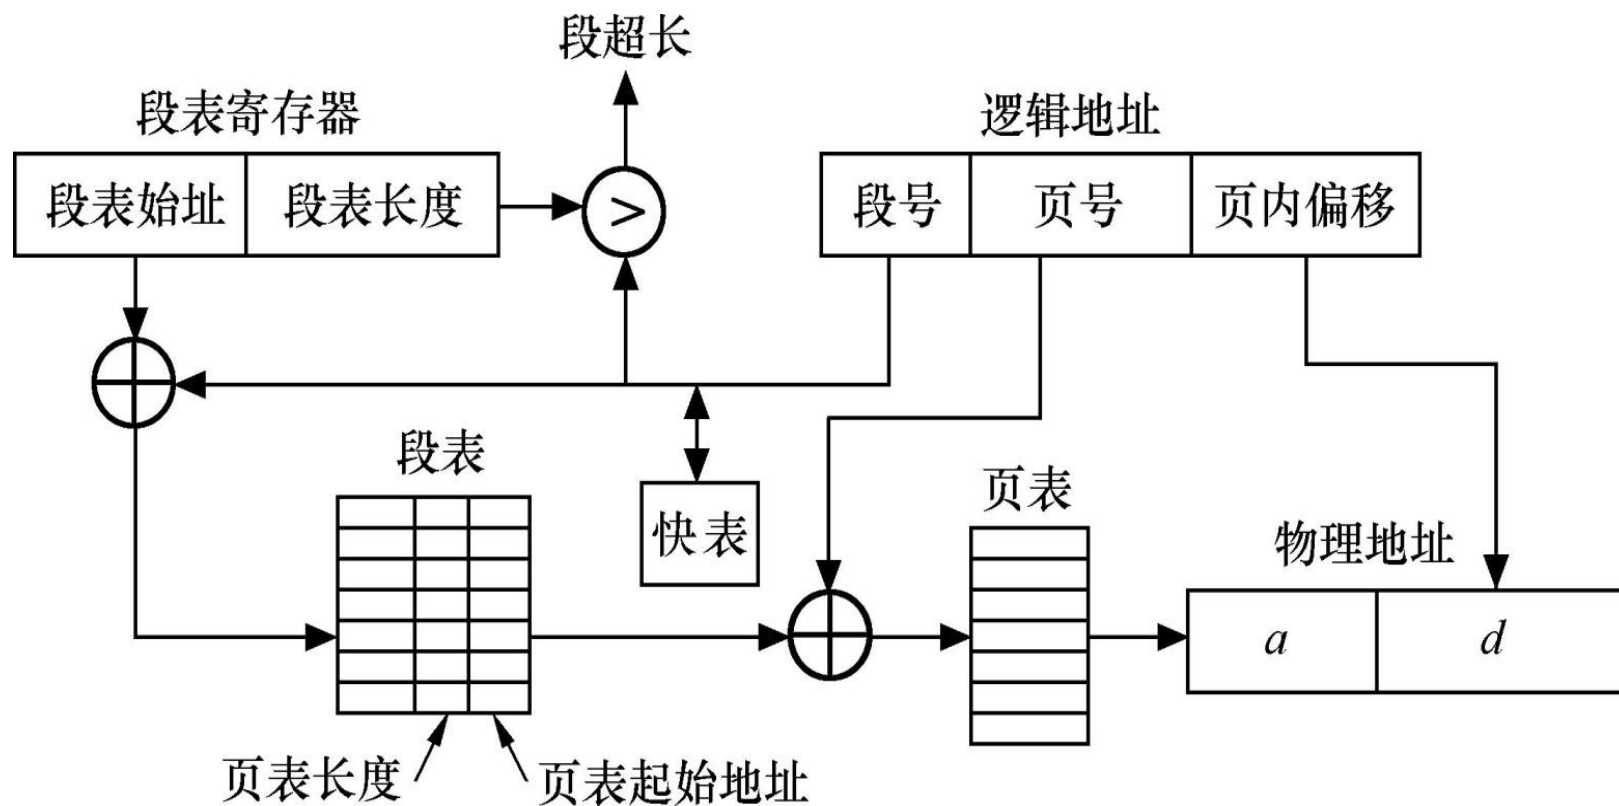 段超长
段表寄存器
逻辑地址
段表始址 段表长度
>
段号 页号 页内偏移
段表
快表
页表
物理地址
a d
页表长度
页表起始地址